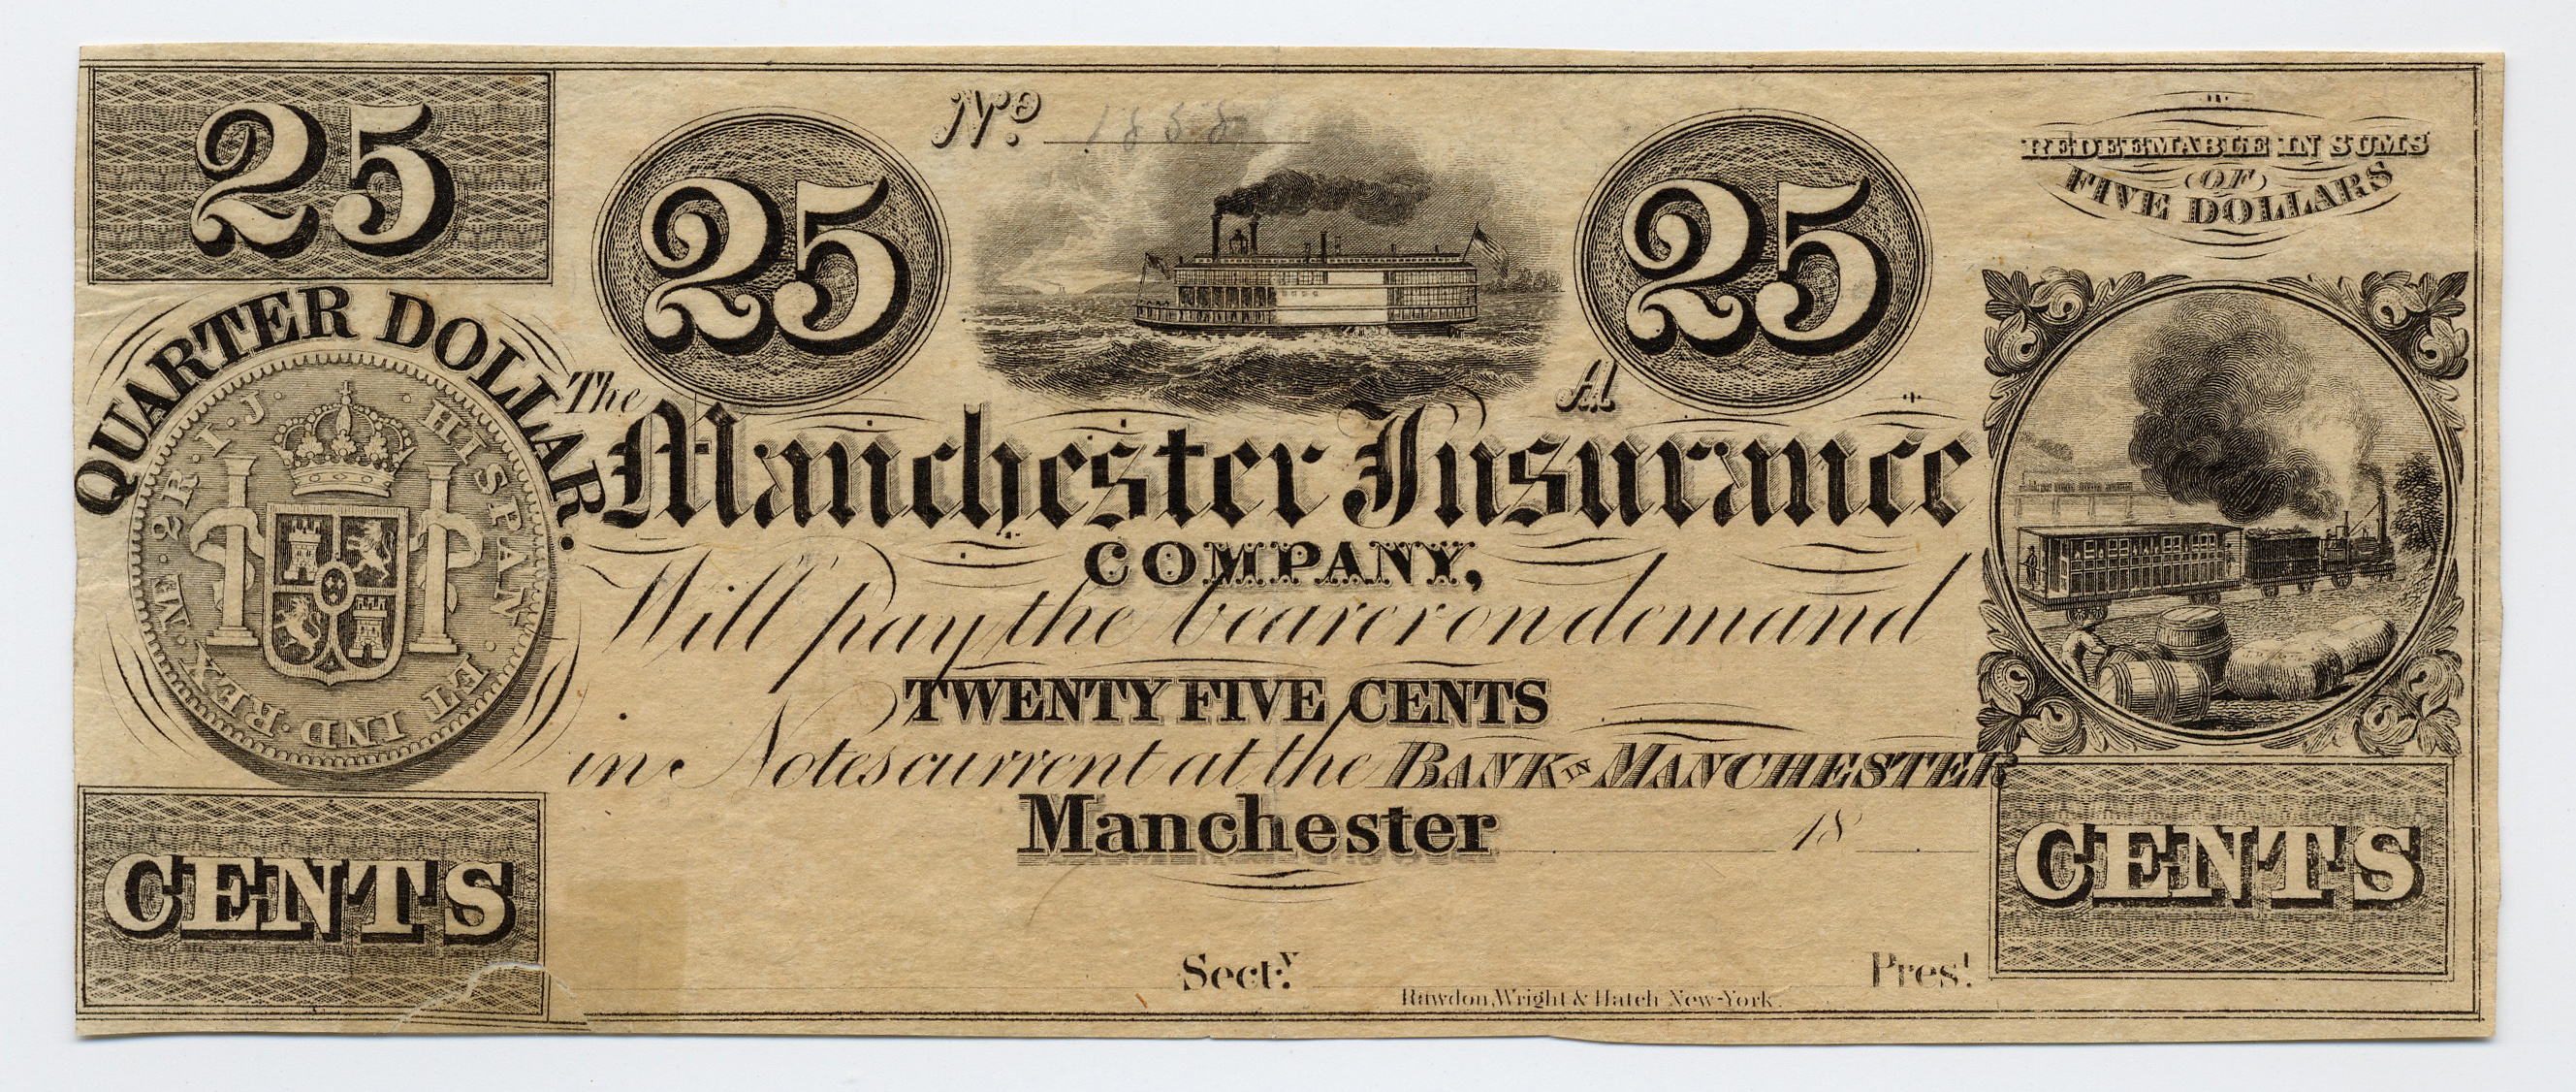 25
QUARTER DOLLAR.
· HISPAN · ET IND · REX · ME · 2R · I · J ·
CENTS
No. 1858
25
25
A
The
Manchester Insurance
COMPANY,
Will pay the bearer on demand
TWENTY FIVE CENTS
in Notes current at the BANK IN MANCHESTER
Manchester 18
Sect:y
Pres!
Rawdon, Wright & Hatch New-York.
REDEEMABLE IN SUMS
(OF)
FIVE DOLLARS
CENTS